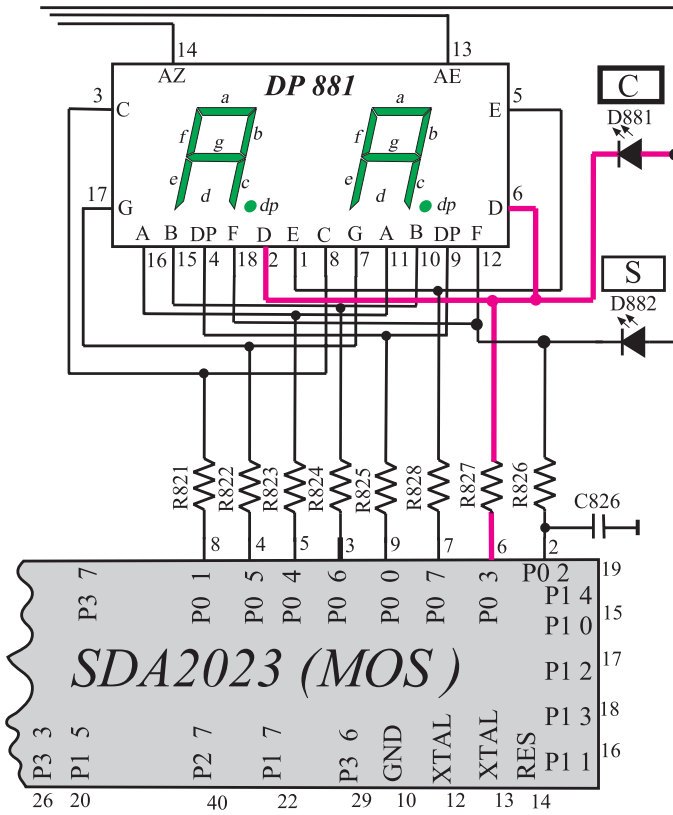 14
13
AZ
DP 881
AE
C
3
C
a
a
E
5
D881
f
b
f
b
g
g
17
e
d
c
e
d
c
6
G
dp
dp
D
A
B
DP
F
D
E
C
G
A
B
DP
F
16
15
4
18
2
1
8
7
11
10
9
12
S
D882
R821
R822
R823
R824
R825
R828
R827
R826
C826
8
4
5
3
9
7
6
2
P3 7
P0 1
P0 5
P0 4
P0 6
P0 0
P0 7
P0 3
P0 2
19
P1 4
15
P1 0
SDA2023 (MOS )
17
P1 2
18
P1 3
16
P1 1
P3 3
P1 5
P2 7
P1 7
P3 6
GND
XTAL
XTAL
RES
26
20
40
22
29
10
12
13
14